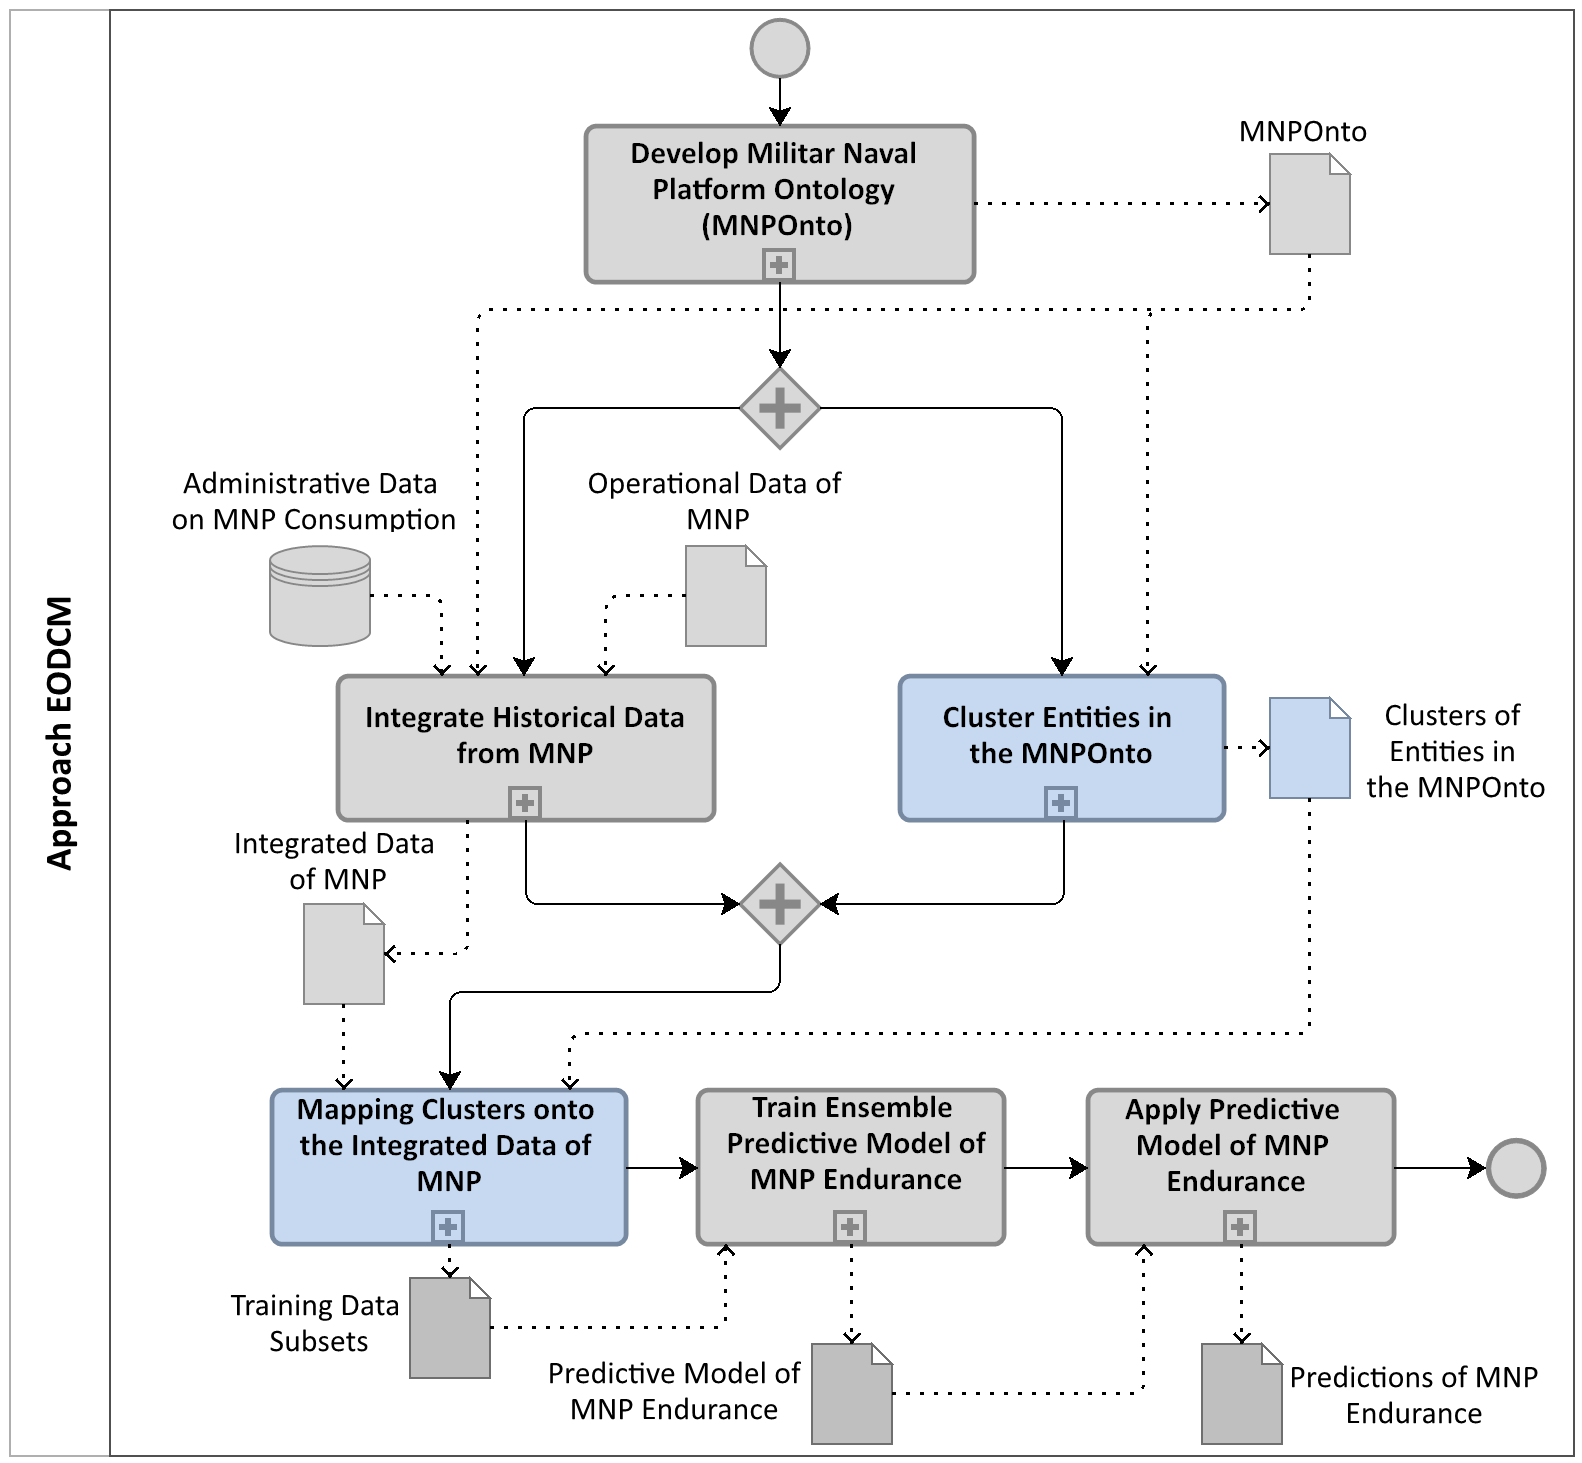 Approach EODCM
Develop Militar Naval
Platform Ontology
(MNPOnto)
MNPOnto
Administrative Data
on MNP Consumption
Operational Data of
MNP
Integrate Historical Data
from MNP
Cluster Entities in
the MNPOnto
Clusters of
Entities in
the MNPOnto
Integrated Data
of MNP
Mapping Clusters onto
the Integrated Data of
MNP
Train Ensemble
Predictive Model of
MNP Endurance
Apply Predictive
Model of MNP
Endurance
Training Data
Subsets
Predictive Model of
MNP Endurance
Predictions of MNP
Endurance